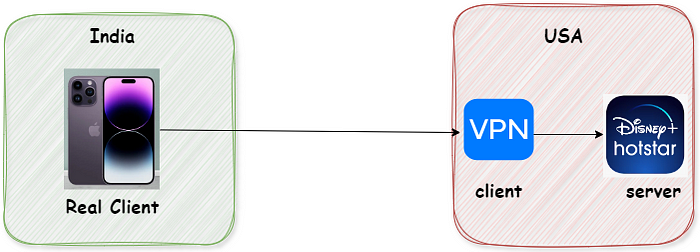 India
USA
VPN
Disney+
hotstar
client
server
Real Client